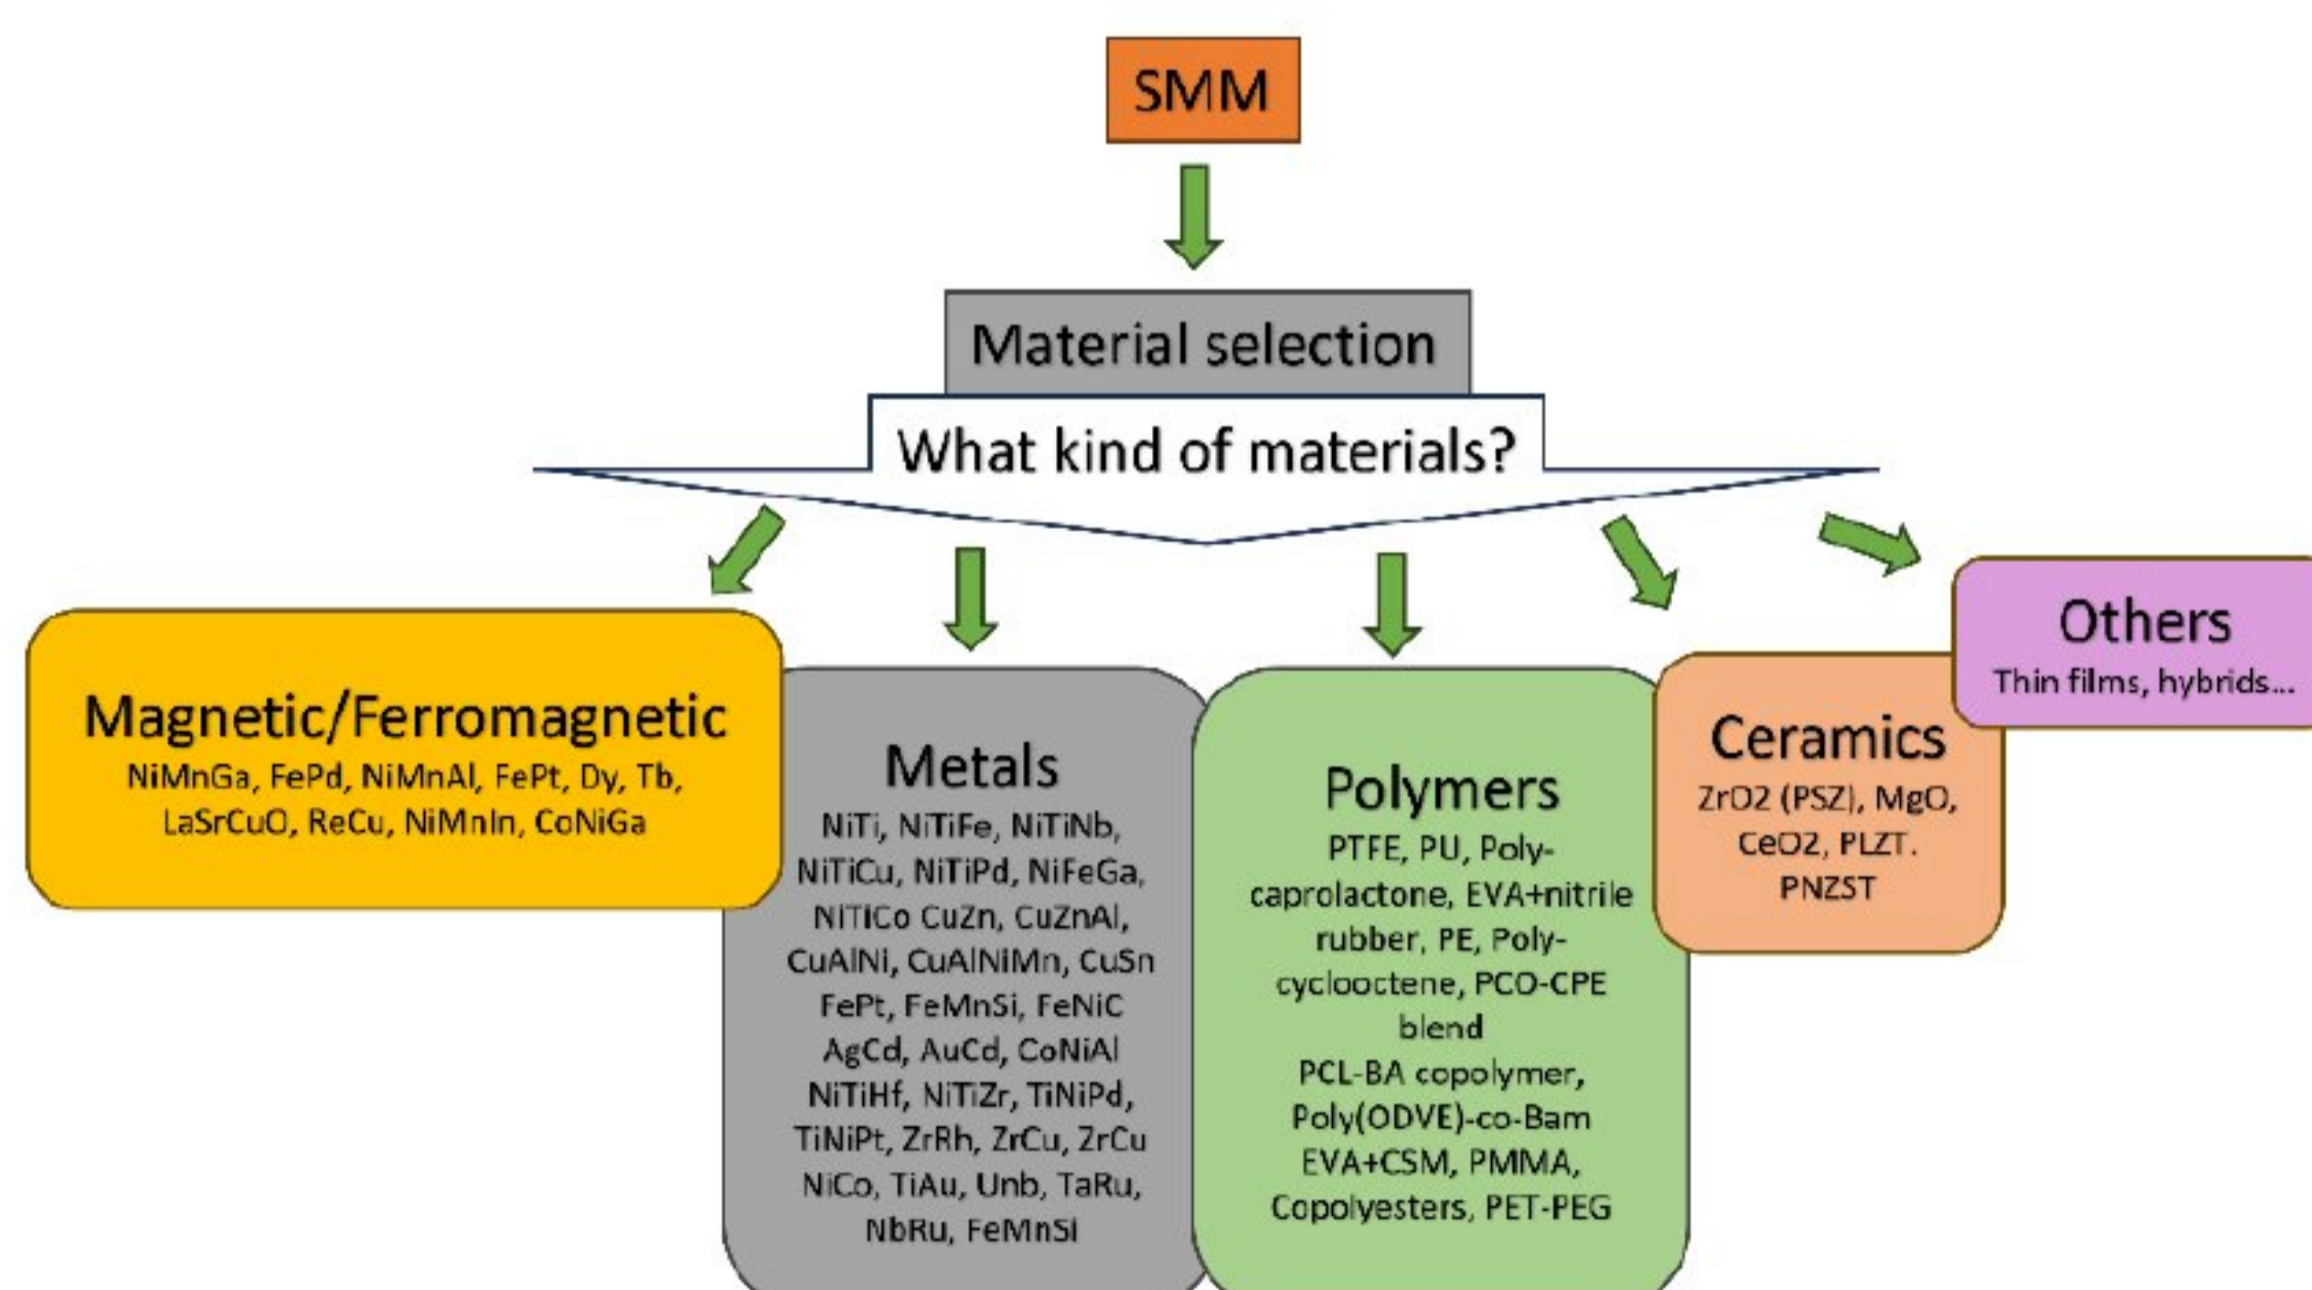 SMM
Material selection
What kind of materials?
Magnetic/Ferromagnetic
NiMnGa, FePd, NiMnAl, FePt, Dy, Tb,
LaSrCuO, ReCu, NiMnIn, CoNiGa
Metals
NiTi, NiTiFe, NiTiNb,
NiTiCu, NiTiPd, NiFeGa,
NiTiCo CuZn, CuZnAl,
CuAlNi, CuAlNiMn, CuSn
FePt, FeMnSi, FeNiC
AgCd, AuCd, CoNiAl
NiTiHf, NiTiZr, TiNiPd,
TiNiPt, ZrRh, ZrCu, ZrCu
NiCo, TiAu, Unb, TaRu,
NbRu, FeMnSi
Polymers
PTFE, PU, Poly-
caprolactone, EVA+nitrile
rubber, PE, Poly-
cyclooctene, PCO-CPE
blend
PCL-BA copolymer,
Poly(ODVE)-co-Bam
EVA+CSM, PMMA,
Copolyesters, PET-PEG
Ceramics
ZrO2 (PSZ), MgO,
CeO2, PLZT.
PNZST
Others
Thin films, hybrids...